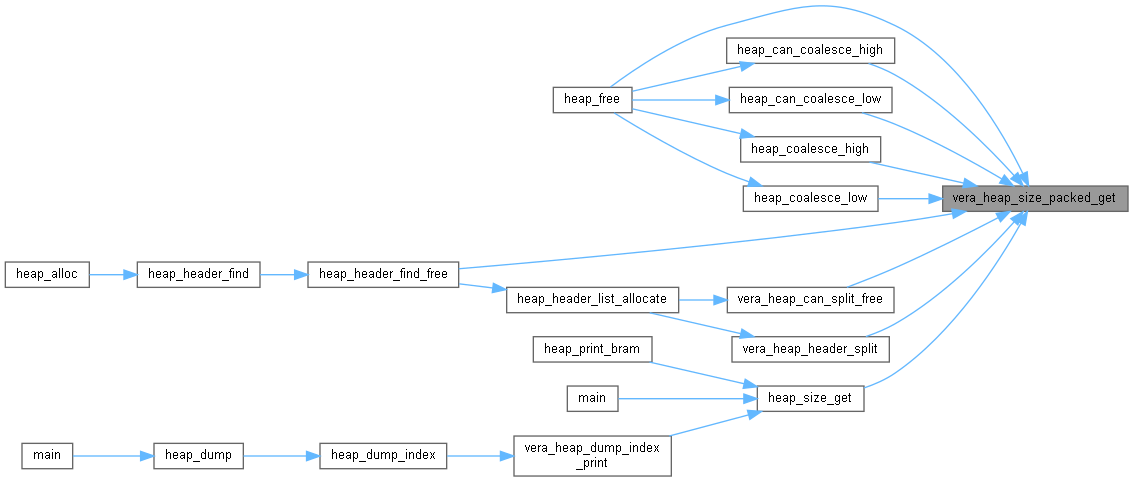 heap_can_coalesce_high
heap_free
heap_can_coalesce_low
heap_coalesce_high
heap_coalesce_low
vera_heap_size_packed_get
heap_alloc
heap_header_find
heap_header_find_free
heap_header_list_allocate
vera_heap_can_split_free
heap_print_bram
vera_heap_header_split
main
heap_size_get
main
heap_dump
heap_dump_index
vera_heap_dump_index
_print